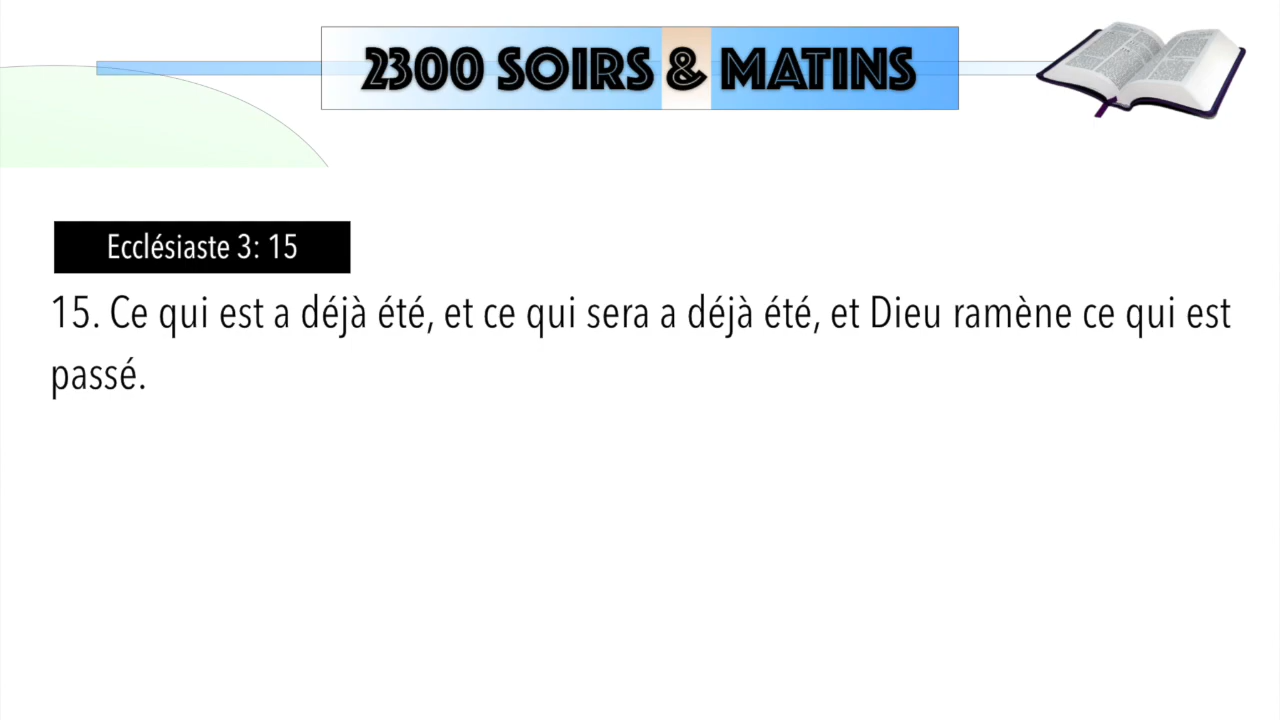 2300 SOIRS & MATINS
Ecclésiaste 3: 15
15. Ce qui est a déjà été, et ce qui sera a déjà été, et Dieu ramène ce qui est
passé.